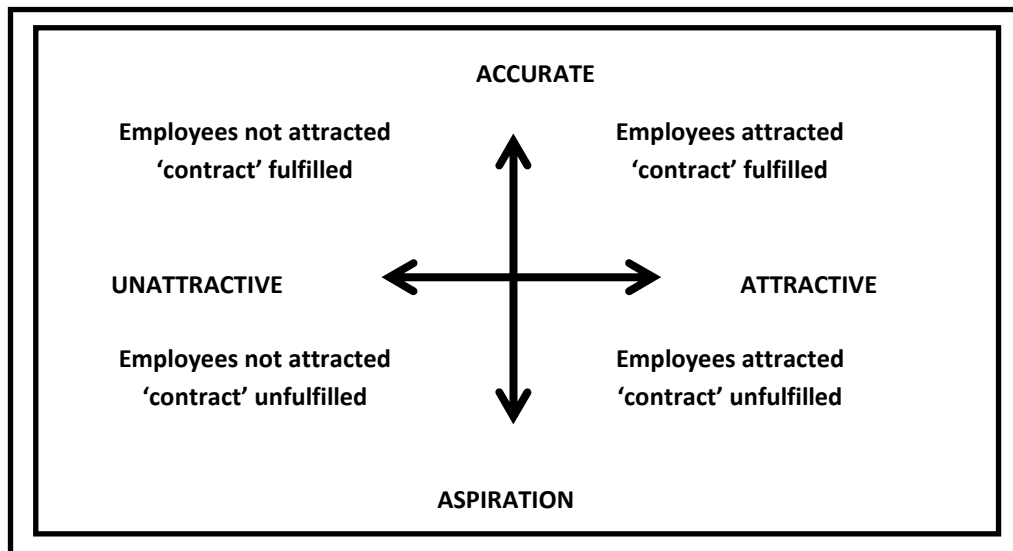 ACCURATE
Employees not attracted
‘contract’ fulfilled
Employees attracted
‘contract’ fulfilled
UNATTRACTIVE
ATTRACTIVE
Employees not attracted
‘contract’ unfulfilled
Employees attracted
‘contract’ unfulfilled
ASPIRATION